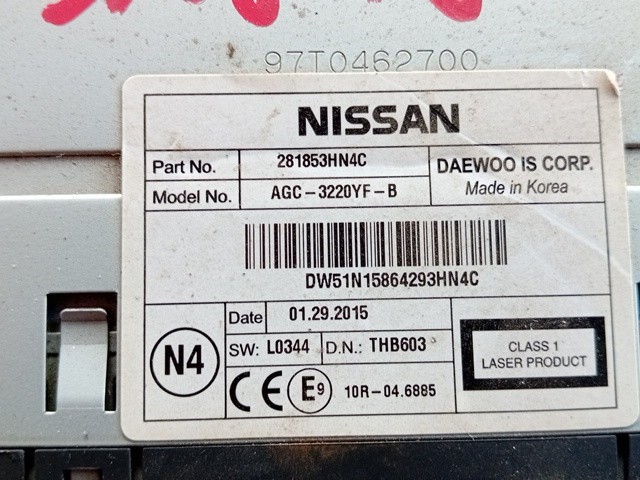 97T0462700
NISSAN
Part No. 281853HN4C
Model No. AGC-3220YF-B
DAEWOO IS CORP.
Made in Korea
DW51N15864293HN4C
N4
Date 01.29.2015
SW: L0344 D.N.: THB603
CE E9 10R-04.6885
CLASS 1
LASER PRODUCT